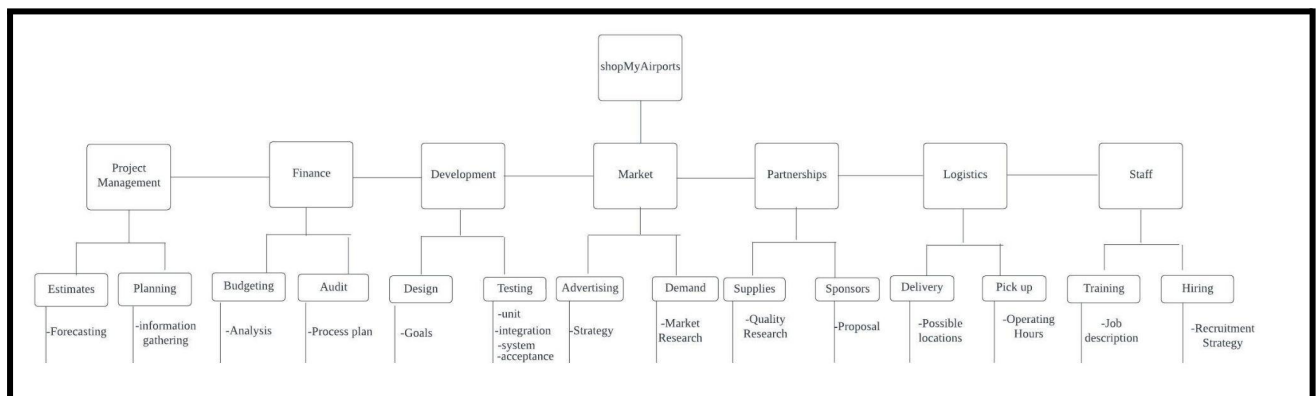 shopMyAirports
Project
Management
Finance
Development
Market
Partnerships
Logistics
Staff
Estimates
Planning
Budgeting
Audit
Design
Testing
Advertising
Demand
Supplies
Sponsors
Delivery
Pick up
Training
Hiring
-Forecasting
-information
gathering
-Analysis
-Process plan
-Goals
-unit
-integration
-system
-acceptance
-Strategy
-Market
Research
-Quality
Research
-Proposal
-Possible
locations
-Operating
Hours
-Job
description
-Recruitment
Strategy